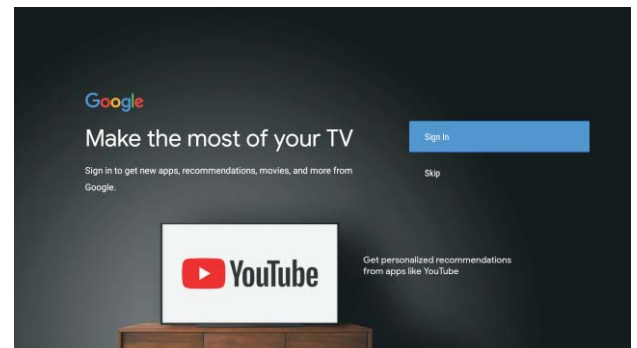 Google
Make the most of your TV
Sign in to get new apps, recommendations, movies, and more from
Google.
Sign In
Skip
YouTube
Get personalized recommendations
from apps like YouTube